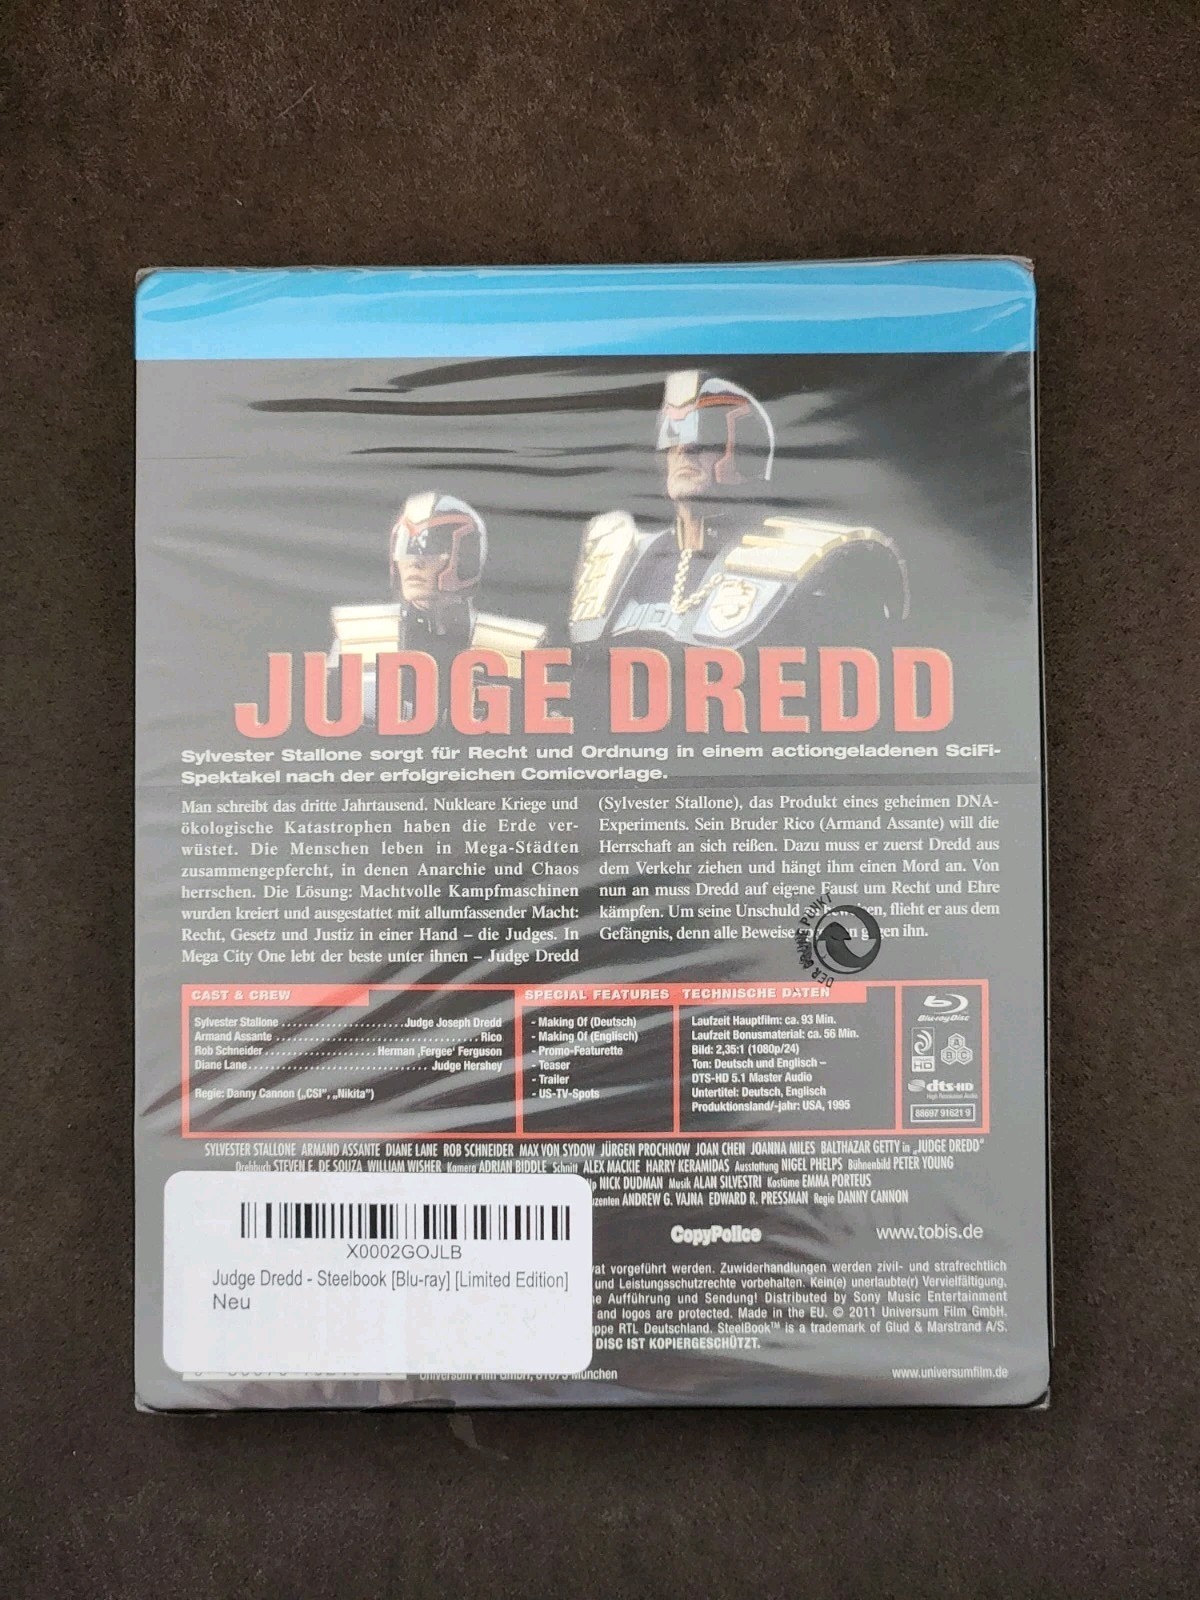 JUDGE DREDD
Sylvester Stallone sorgt für Recht und Ordnung in einem actiongeladenen SciFi-
Spektakel nach der erfolgreichen Comicvorlage.
Man schreibt das dritte Jahrtausend. Nukleare Kriege und
ökologische Katastrophen haben die Erde ver-
wüstet. Die Menschen leben in Mega-Städten
zusammengepfercht, in denen Anarchie und Chaos
herrschen. Die Lösung: Machtvolle Kampfmaschinen
wurden kreiert und ausgestattet mit allumfassender Macht:
Recht, Gesetz und Justiz in einer Hand – die Judges. In
Mega City One lebt der beste unter ihnen – Judge Dredd
(Sylvester Stallone), das Produkt eines geheimen DNA-
Experiments. Sein Bruder Rico (Armand Assante) will die
Herrschaft an sich reißen. Dazu muss er zuerst Dredd aus
dem Verkehr ziehen und hängt ihm einen Mord an. Von
nun an muss Dredd auf eigene Faust um Recht und Ehre
kämpfen. Um seine Unschuld flieht er aus dem
Gefängnis, denn alle Beweise gegen ihn.
DER GRÜNE PUNKT
CAST & CREW
Sylvester Stallone ........................ Judge Joseph Dredd
Armand Assante ........................ Rico
Rob Schneider ........................ Herman ‚Fergee' Ferguson
Diane Lane ........................ Judge Hershey
Regie: Danny Cannon („CSI", „Nikita")
SPECIAL FEATURES
- Making Of (Deutsch)
- Making Of (Englisch)
- Promo-Featurette
- Teaser
- Trailer
- US-TV-Spots
TECHNISCHE DATEN
Laufzeit Hauptfilm: ca. 93 Min.
Laufzeit Bonusmaterial: ca. 56 Min.
Bild: 2,35:1 (1080p/24)
Ton: Deutsch und Englisch –
DTS-HD 5.1 Master Audio
Untertitel: Deutsch, Englisch
Produktionsland/-jahr: USA, 1995
Blu-ray Disc
HD
A B C
dts-HD
High Resolution Audio
88697 91621 9
SYLVESTER STALLONE ARMAND ASSANTE DIANE LANE ROB SCHNEIDER MAX VON SYDOW JÜRGEN PROCHNOW JOAN CHEN JOANNA MILES BALTHAZAR GETTY in „JUDGE DREDD"
Drehbuch STEVEN E. DE SOUZA WILLIAM WISHER Kamera ADRIAN BIDDLE Schnitt ALEX MACKIE HARRY KERAMIDAS Ausstattung NIGEL PHELPS Bühnenbild PETER YOUNG
NICK DUDMAN Musik ALAN SILVESTRI Kostüme EMMA PORTEUS
ANDREW G. VAJNA EDWARD R. PRESSMAN Regie DANNY CANNON
CopyPolice
www.tobis.de
vorgeführt werden. Zuwiderhandlungen werden zivil- und strafrechtlich
und Leistungsschutzrechte vorbehalten. Kein(e) unerlaubte(r) Vervielfältigung,
Aufführung und Sendung! Distributed by Sony Music Entertainment
and logos are protected. Made in the EU. © 2011 Universum Film GmbH.
RTL Deutschland. SteelBook™ is a trademark of Glud & Marstrand A/S.
DISC IST KOPIERGESCHÜTZT.
X0002GOJLB
Judge Dredd - Steelbook [Blu-ray] [Limited Edition]
Neu
München
www.universumfilm.de